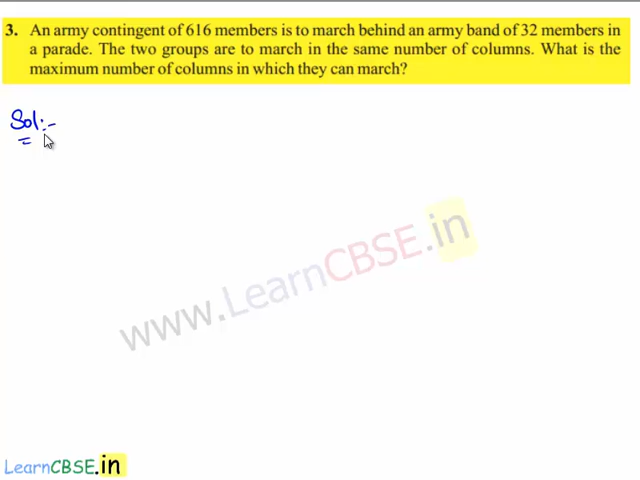 3. An army contingent of 616 members is to march behind an army band of 32 members in
a parade. The two groups are to march in the same number of columns. What is the
maximum number of columns in which they can march?
Sol:-
www.LearnCBSE.in
LearnCBSE.in